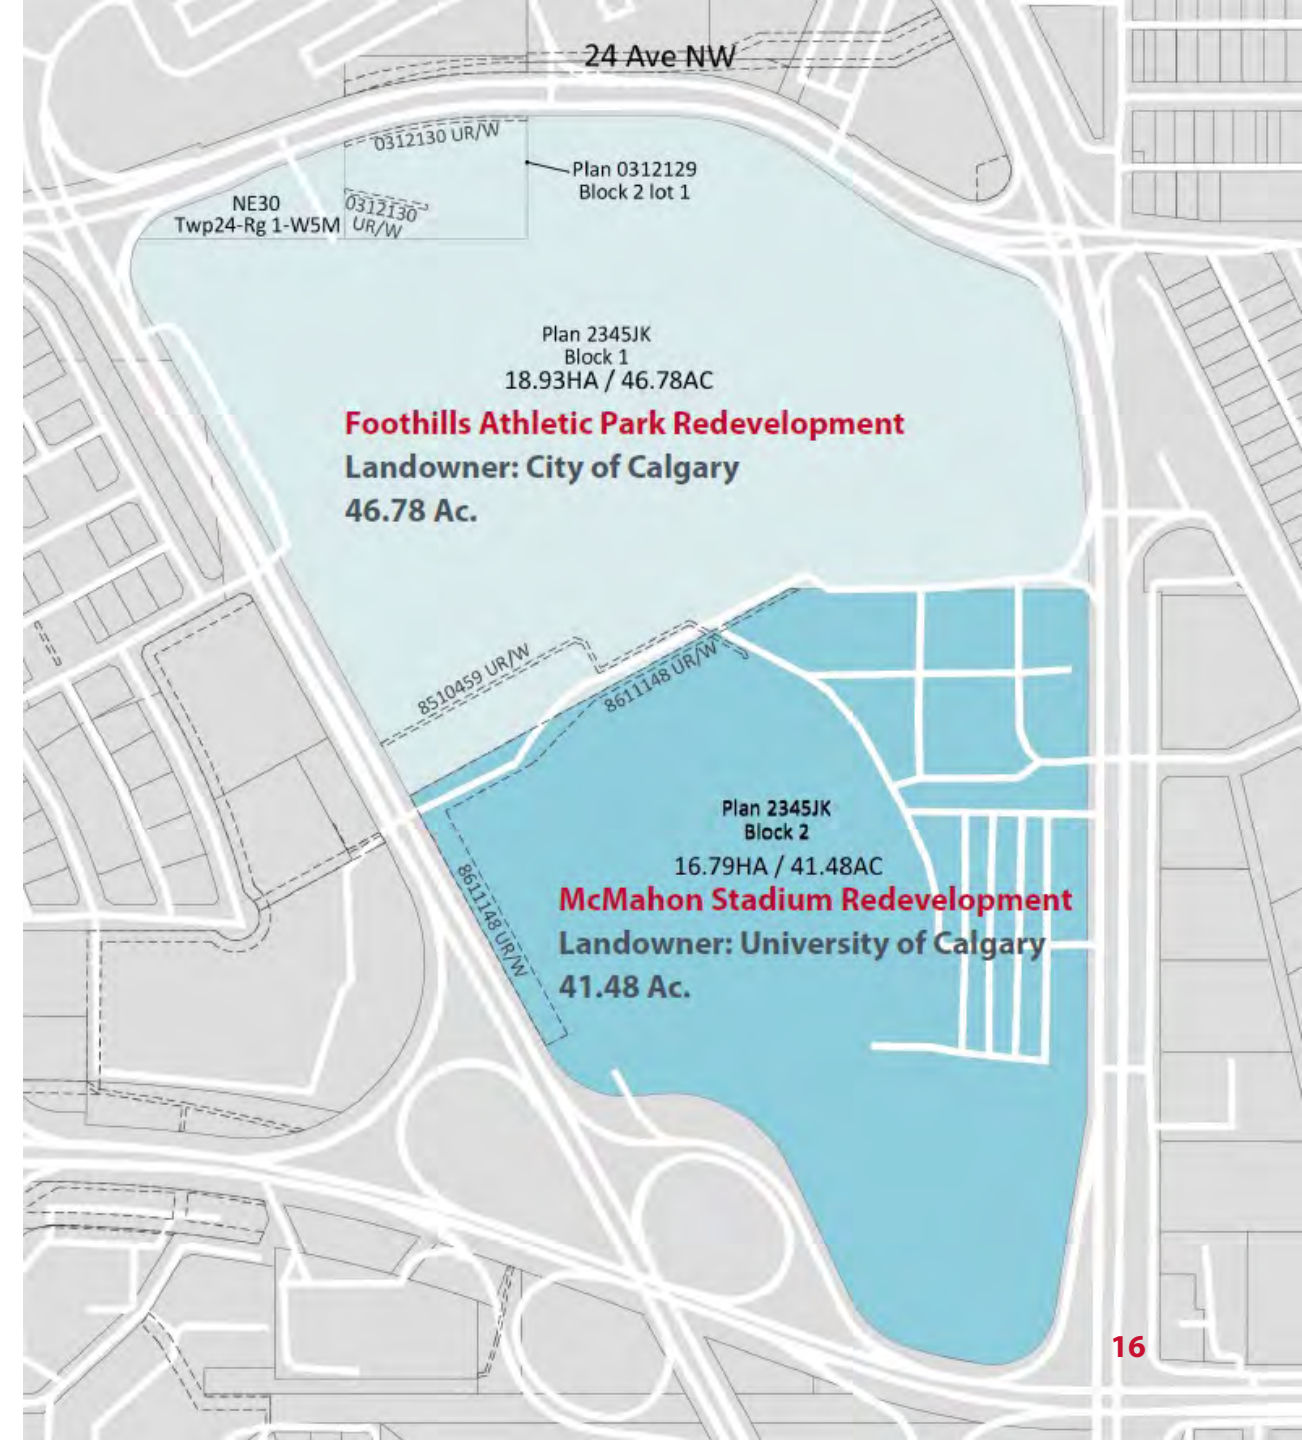 24 Ave NW
0312130 UR/W
Plan 0312129
Block 2 lot 1
NE30
Twp24-Rg 1-W5M
0312130
UR/W
Plan 2345JK
Block 1
18.93HA / 46.78AC
Foothills Athletic Park Redevelopment
Landowner: City of Calgary
46.78 Ac.
8510459 UR/W
8611148 UR/W
Plan 2345JK
Block 2
16.79HA / 41.48AC
McMahon Stadium Redevelopment
Landowner: University of Calgary
41.48 Ac.
8611148 UR/W
16